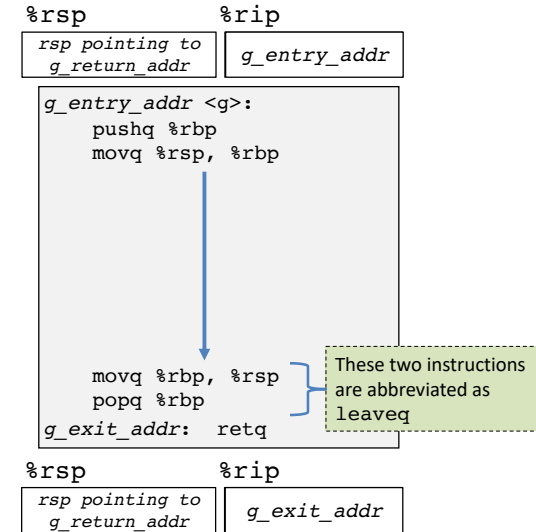 %rsp %rip
rsp pointing to
g_return_addr
g_entry_addr
g_entry_addr <g>:
pushq %rbp
movq %rsp, %rbp
movq %rbp, %rsp
popq %rbp
These two instructions
are abbreviated as
leaveq
g_exit_addr: retq
%rsp %rip
rsp pointing to
g_return_addr
g_exit_addr